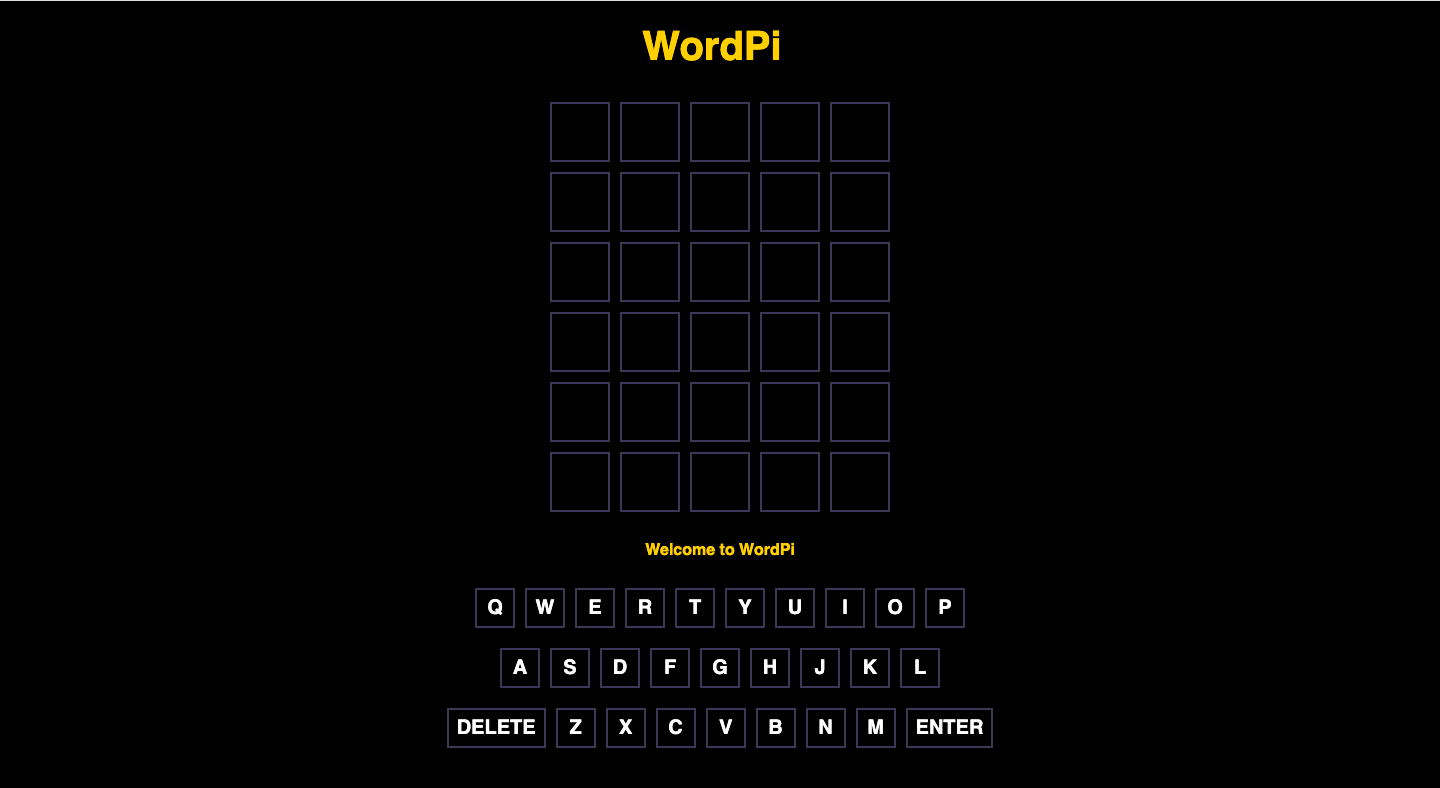 WordPi
Welcome to WordPi
Q W E R T Y U I O P
A S D F G H J K L
DELETE Z X C V B N M ENTER